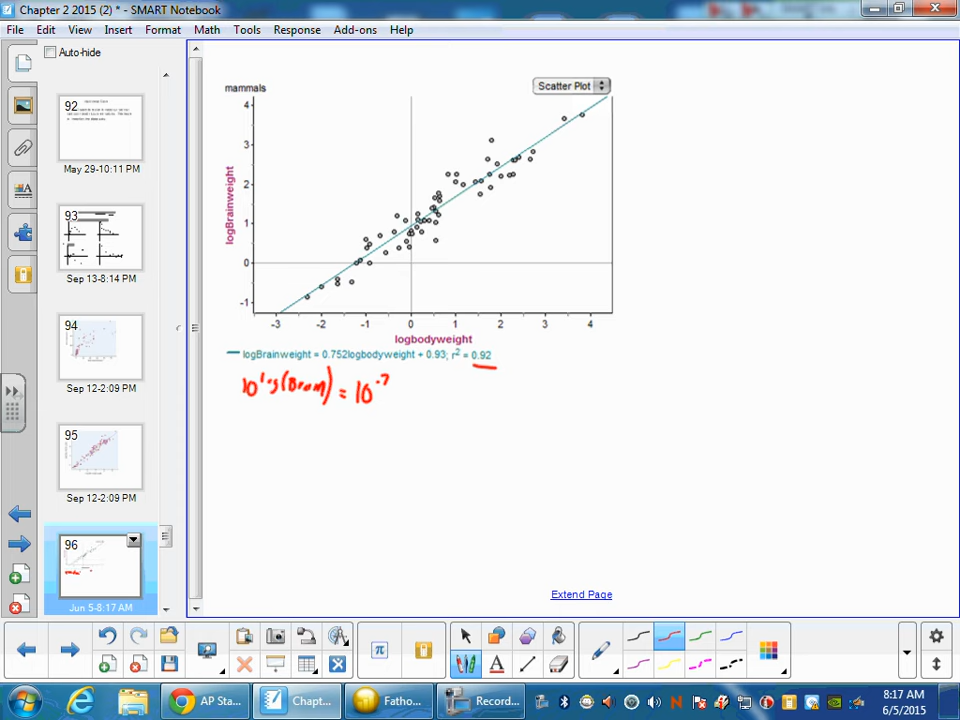 Chapter 2 2015 (2) * - SMART Notebook
File Edit View Insert Format Math Tools Response Add-ons Help
Auto-hide
92
May 29-10:11 PM
93
Sep 13-8:14 PM
94
Sep 12-2:09 PM
95
Sep 12-2:09 PM
96
Jun 5-8:17 AM
mammals
Scatter Plot
4
3
2
1
0
-1
logBrainweight
-3 -2 -1 0 1 2 3 4
logbodyweight
logBrainweight = 0.752logbodyweight + 0.93; r² = 0.92
10^log(Brain) = 10^.7
Extend Page
AP Sta...
Chapt...
Fatho...
Record...
8:17 AM
6/5/2015